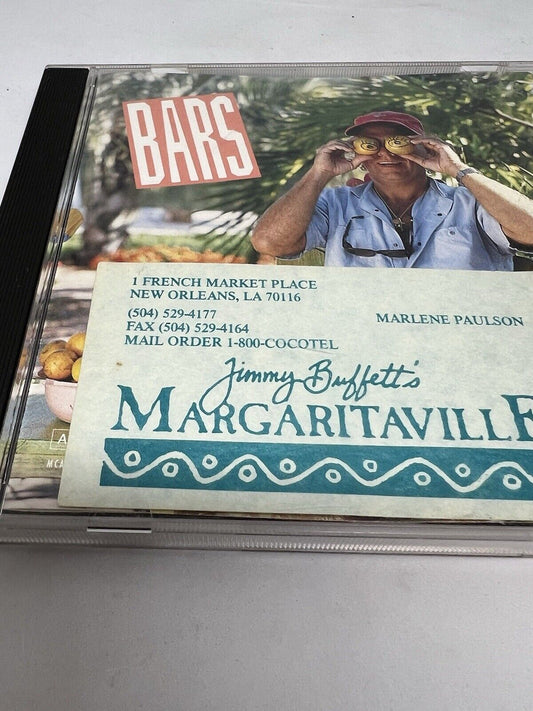 BARS
1 FRENCH MARKET PLACE
NEW ORLEANS, LA 70116
(504) 529-4177
FAX (504) 529-4164
MAIL ORDER 1-800-COCOTEL
MARLENE PAULSON
Jimmy Buffett's
MARGARITAVILLE
A
MCA